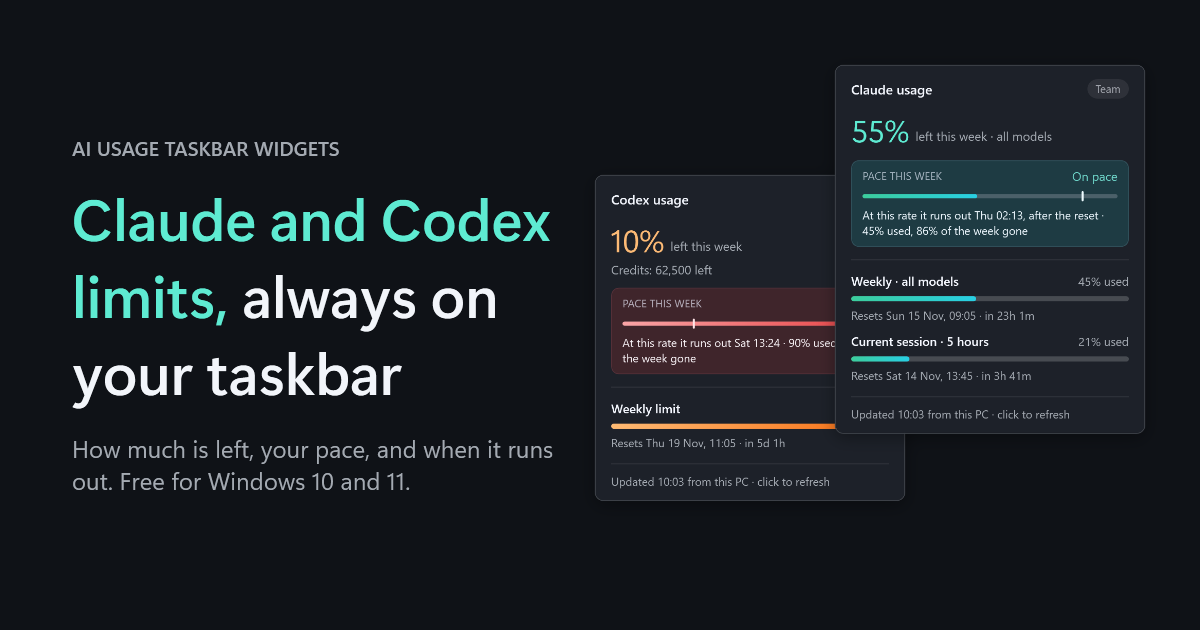 AI USAGE TASKBAR WIDGETS
Claude and Codex
limits, always on
your taskbar
How much is left, your pace, and when it runs
out. Free for Windows 10 and 11.
Codex usage
10% left this week
Credits: 62,500 left
PACE THIS WEEK
At this rate it runs out Sat 13:24 · 90% used
the week gone
Weekly limit
Resets Thu 19 Nov, 11:05 · in 5d 1h
Updated 10:03 from this PC · click to refresh
Claude usage
Team
55% left this week · all models
PACE THIS WEEK
On pace
At this rate it runs out Thu 02:13, after the reset ·
45% used, 86% of the week gone
Weekly · all models
45% used
Resets Sun 15 Nov, 09:05 · in 23h 1m
Current session · 5 hours
21% used
Resets Sat 14 Nov, 13:45 · in 3h 41m
Updated 10:03 from this PC · click to refresh